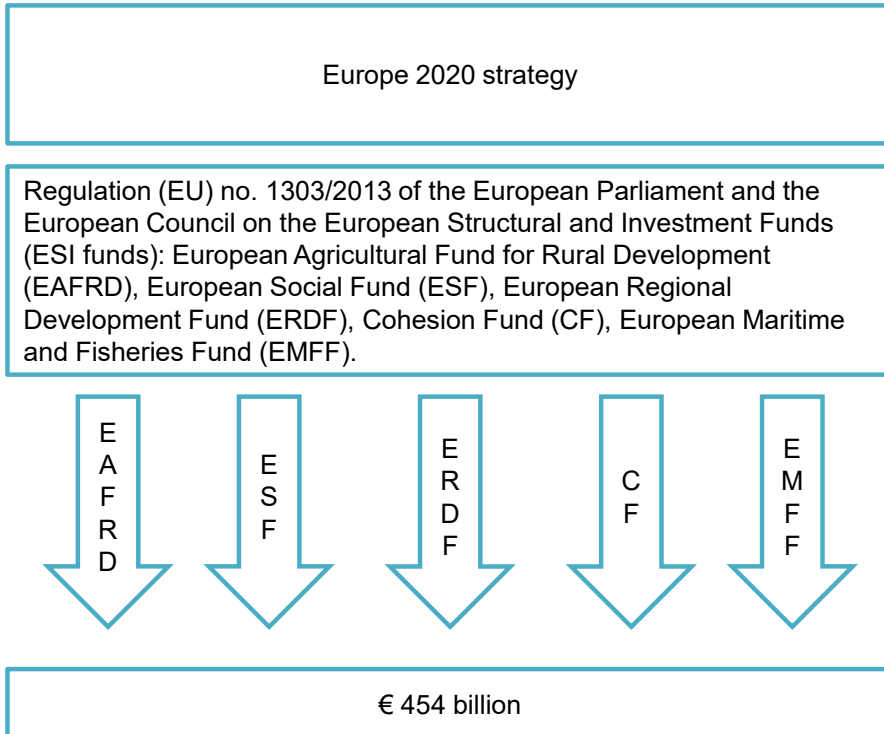 Europe 2020 strategy
Regulation (EU) no. 1303/2013 of the European Parliament and the
European Council on the European Structural and Investment Funds
(ESI funds): European Agricultural Fund for Rural Development
(EAFRD), European Social Fund (ESF), European Regional
Development Fund (ERDF), Cohesion Fund (CF), European Maritime
and Fisheries Fund (EMFF).
EAFRD
ESF
ERDF
CF
EMFF
€ 454 billion